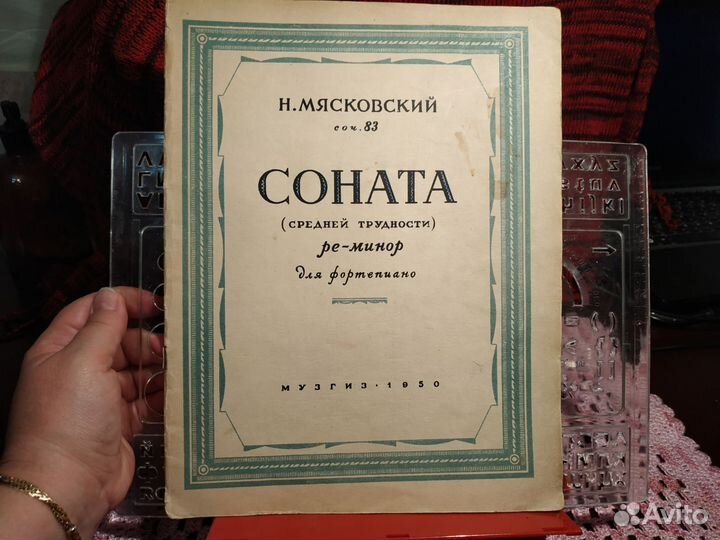 Н. МЯСКОВСКИЙ
соч. 83
СОНАТА
(СРЕДНЕЙ ТРУДНОСТИ)
ре-минор
для фортепиано
МУЗГИЗ · 1950
Avito